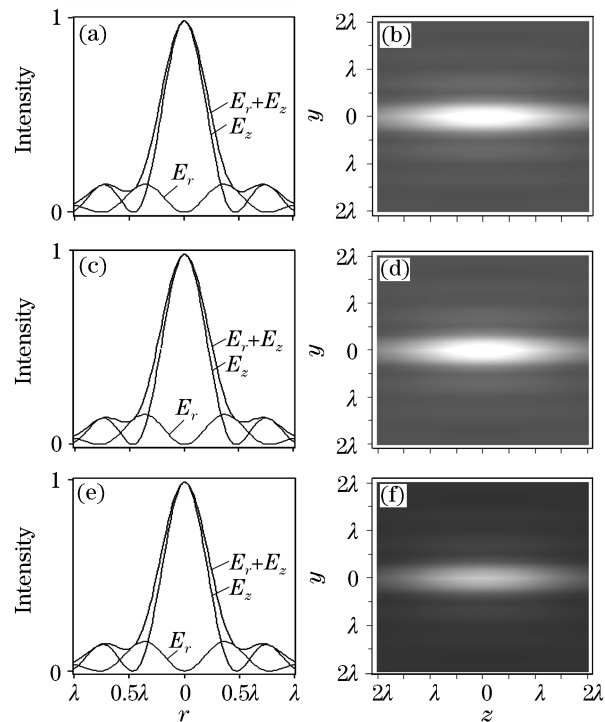 1
(a)
Intensity
E_r+E_z
E_z
E_r
0
(b)
2λ
λ
y
0
λ
2λ
1
(c)
Intensity
E_r+E_z
E_z
E_r
0
(d)
2λ
λ
y
0
λ
2λ
1
(e)
Intensity
E_r+E_z
E_z
E_r
0
λ 0.5λ 0 0.5λ λ
r
(f)
2λ
λ
y
0
λ
2λ
2λ λ 0 λ 2λ
z